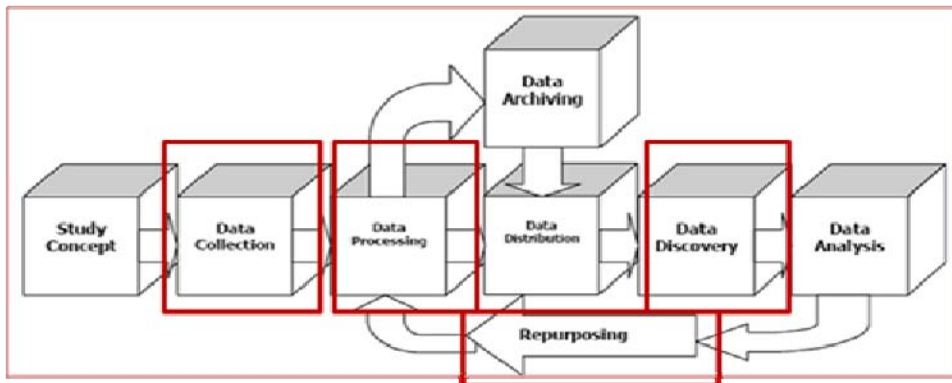 Data
Archiving
Study
Concept
Data
Collection
Data
Processing
Data
Distribution
Data
Discovery
Data
Analysis
Repurposing